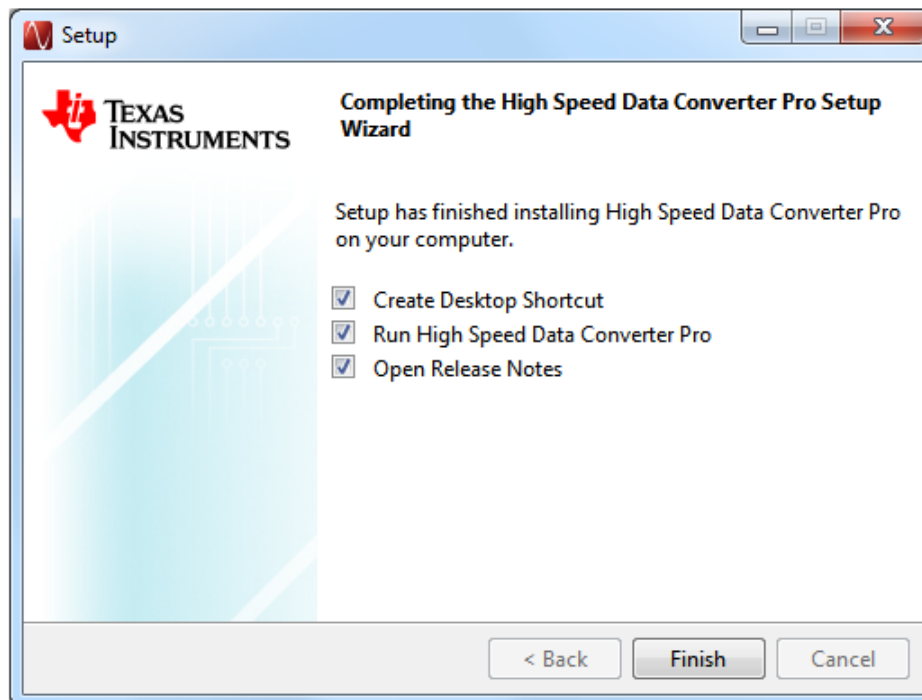 Setup
TEXAS
INSTRUMENTS
Completing the High Speed Data Converter Pro Setup
Wizard
Setup has finished installing High Speed Data Converter Pro
on your computer.
Create Desktop Shortcut
Run High Speed Data Converter Pro
Open Release Notes
< Back
Finish
Cancel